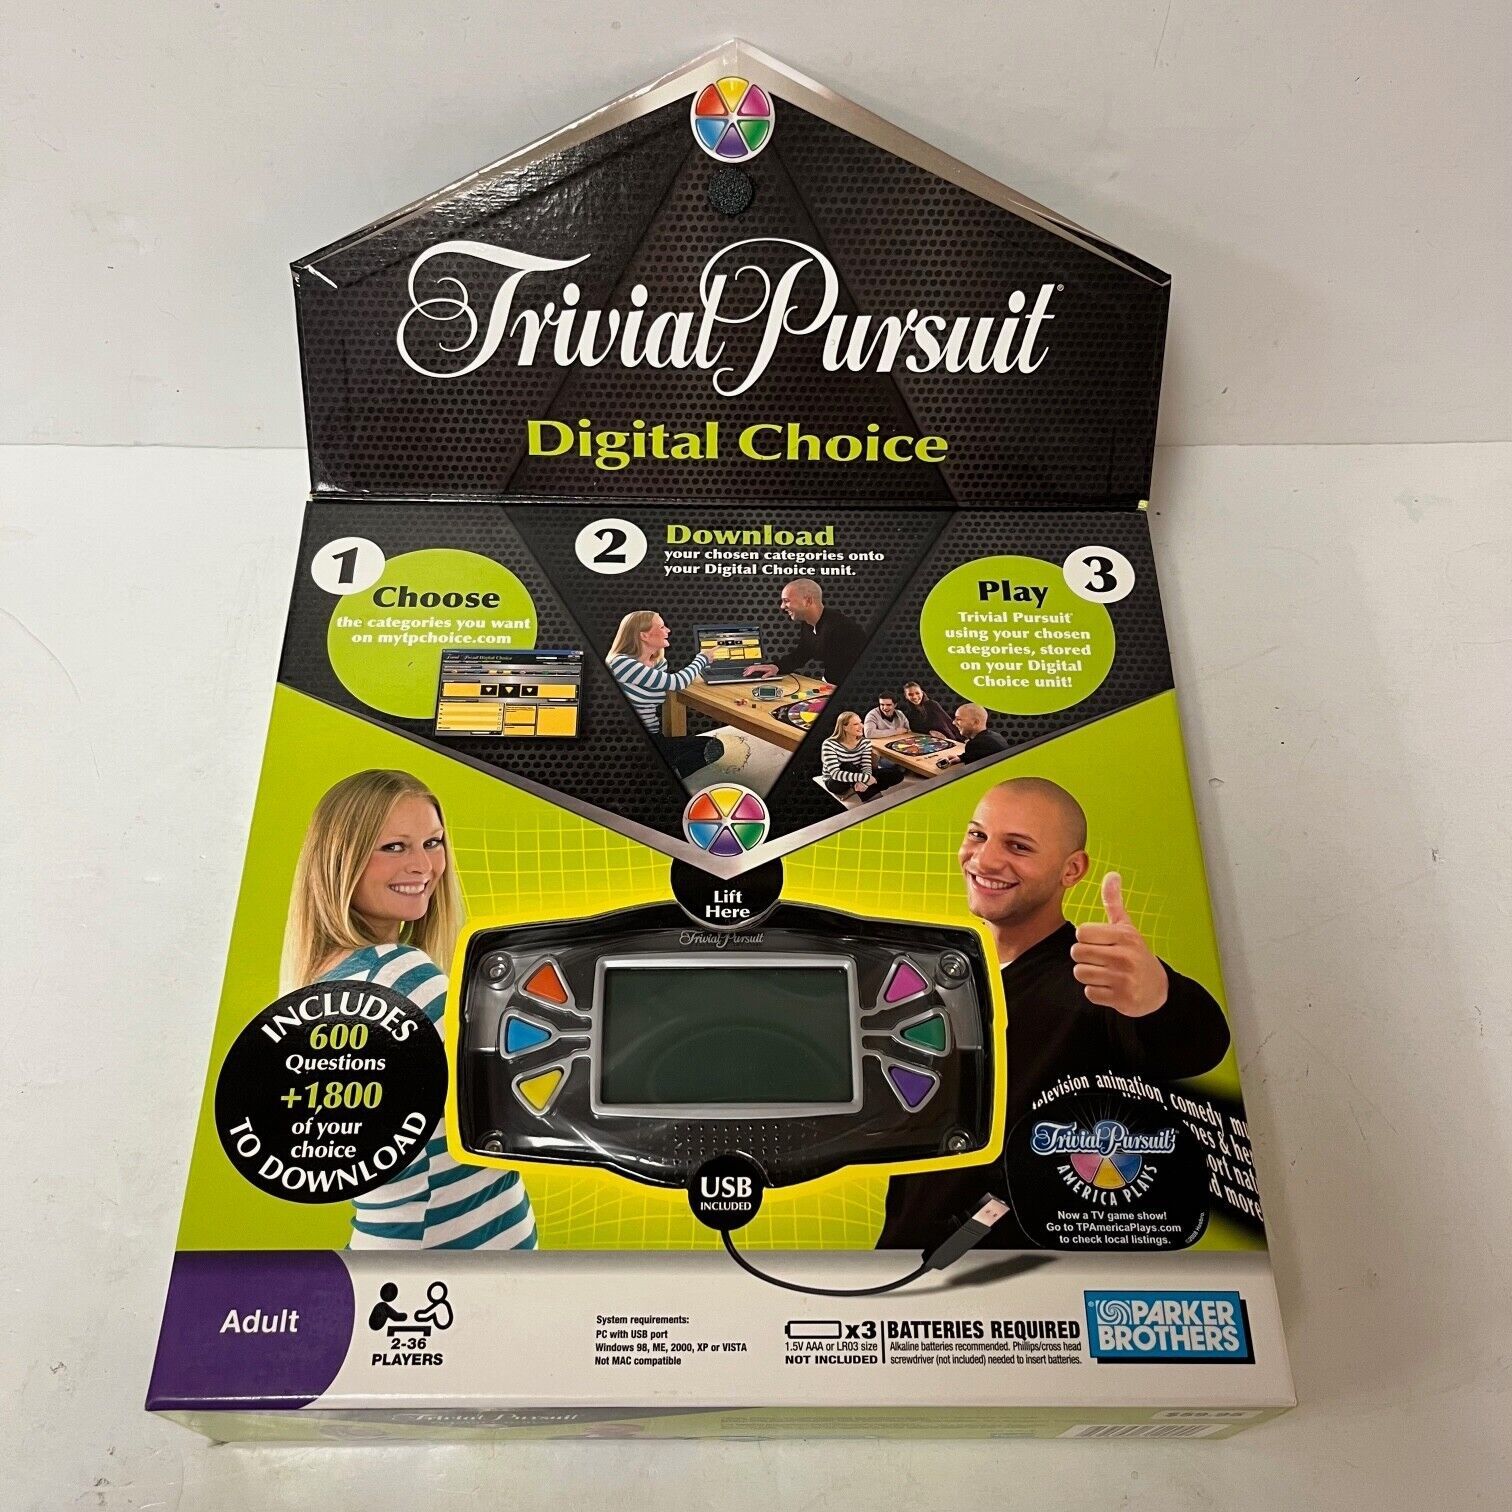 Trivial Pursuit®
Digital Choice
1
Choose
the categories you want
on mytpchoice.com
2
Download
your chosen categories onto
your Digital Choice unit.
3
Play
Trivial Pursuit®
using your chosen
categories, stored
on your Digital
Choice unit!
Lift
Here
Trivial Pursuit
INCLUDES
600
Questions
+1,800
of your
choice
TO DOWNLOAD
USB
INCLUDED
television animation comedy
& he
d more
Trivial Pursuit
AMERICA PLAYS
Now a TV game show!
Go to TPAmericaPlays.com
to check local listings.
Adult
2-36
PLAYERS
System requirements:
PC with USB port
Windows 98, ME, 2000, XP or VISTA
Not MAC compatible
x3
1.5V AAA or LR03 size
NOT INCLUDED
BATTERIES REQUIRED
Alkaline batteries recommended. Phillips/cross head
screwdriver (not included) needed to insert batteries.
PARKER
BROTHERS
Trivial Pursuit
$59.95